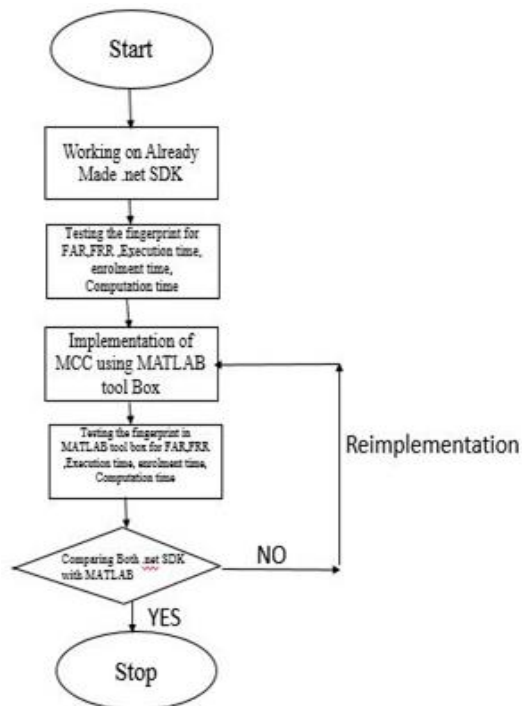 Start
Working on Already
Made .net SDK
Testing the fingerprint for
FAR,FRR ,Execution time,
enrolment time,
Computation time
Implementation of
MCC using MATLAB
tool Box
Testing the fingerprint in
MATLAB tool box for FAR,FRR
,Execution time, enrolment time,
Computation time
Reimplementation
Comparing Both .net SDK
with MATLAB
NO
YES
Stop